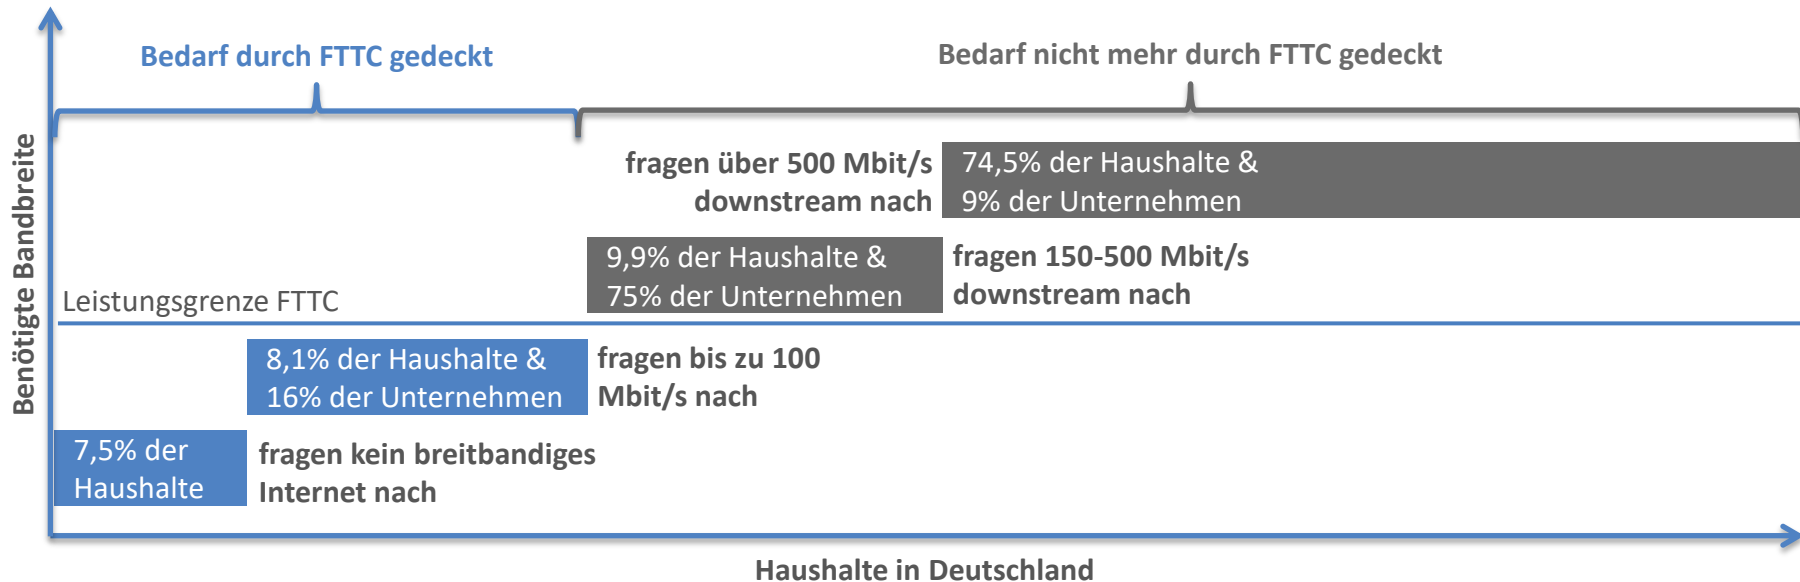 Bedarf durch FTTC gedeckt
Bedarf nicht mehr durch FTTC gedeckt
Benötigte Bandbreite
fragen über 500 Mbit/s
downstream nach
74,5% der Haushalte &
9% der Unternehmen
9,9% der Haushalte &
75% der Unternehmen
fragen 150-500 Mbit/s
downstream nach
Leistungsgrenze FTTC
8,1% der Haushalte &
16% der Unternehmen
fragen bis zu 100
Mbit/s nach
7,5% der
Haushalte
fragen kein breitbandiges
Internet nach
Haushalte in Deutschland